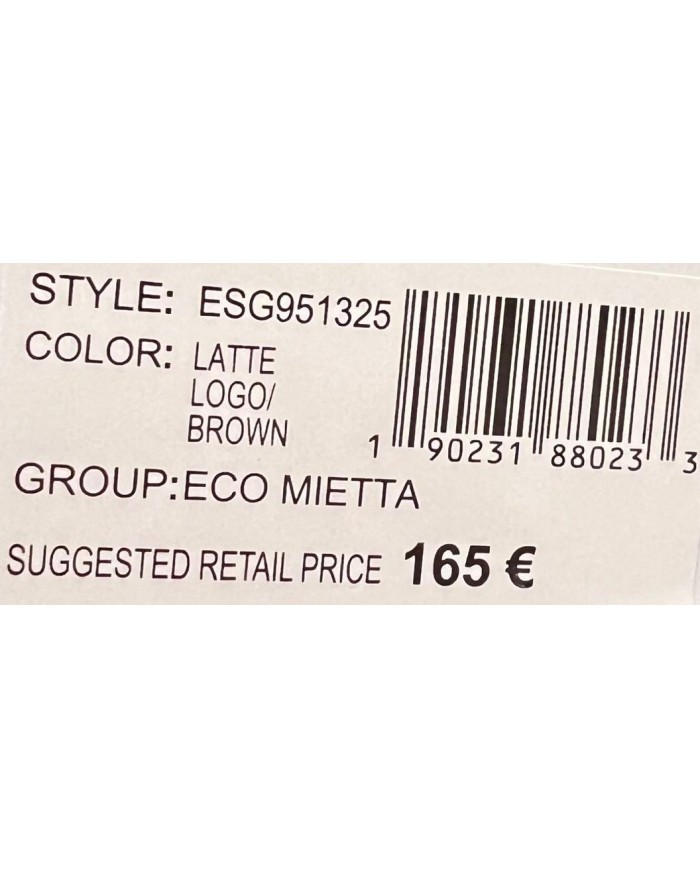 STYLE: ESG951325
COLOR: LATTE
LOGO/
BROWN
1 90231 88023 3
GROUP:ECO MIETTA
SUGGESTED RETAIL PRICE 165 €